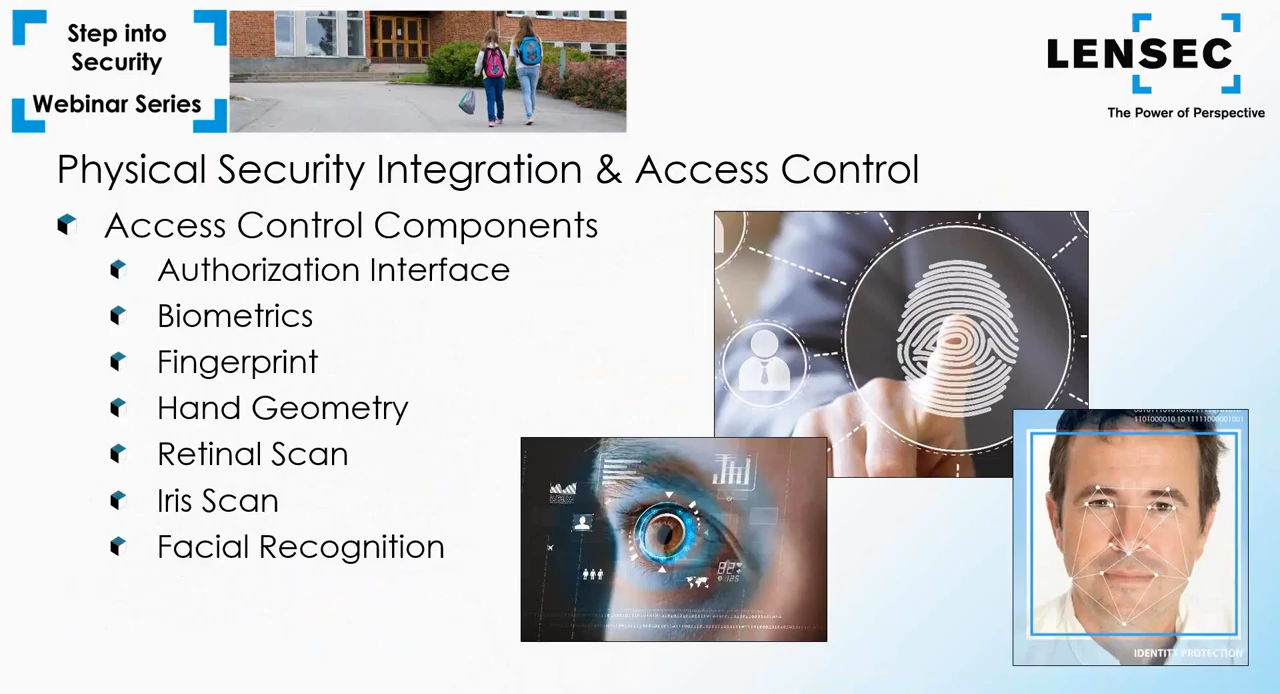 Step into
Security
Webinar Series
LENSEC
The Power of Perspective
Physical Security Integration & Access Control
Access Control Components
Authorization Interface
Biometrics
Fingerprint
Hand Geometry
Retinal Scan
Iris Scan
Facial Recognition
IDENTITY PROTECTION